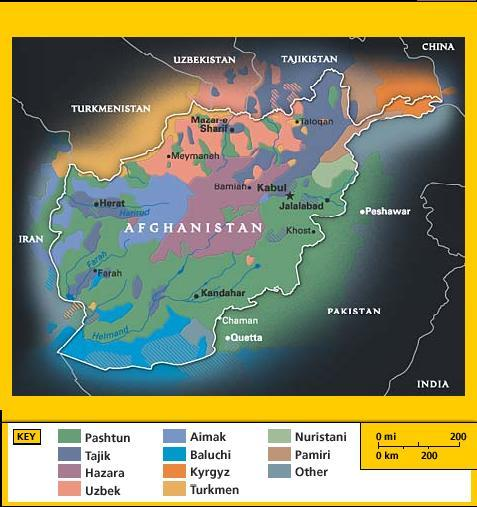 CHINA
UZBEKISTAN
TAJIKISTAN
TURKMENISTAN
Mazar-e
Sharif
Taloqan
Meymaneh
Bamiah
Kabul
Jalalabad
Herat
Harirud
Peshawar
AFGHANISTAN
Khost
IRAN
Farah
Farah
Kandahar
PAKISTAN
Chaman
Helmand
Quetta
INDIA
KEY
Pashtun
Tajik
Hazara
Uzbek
Aimak
Baluchi
Kyrgyz
Turkmen
Nuristani
Pamiri
Other
0 mi 200
0 km 200